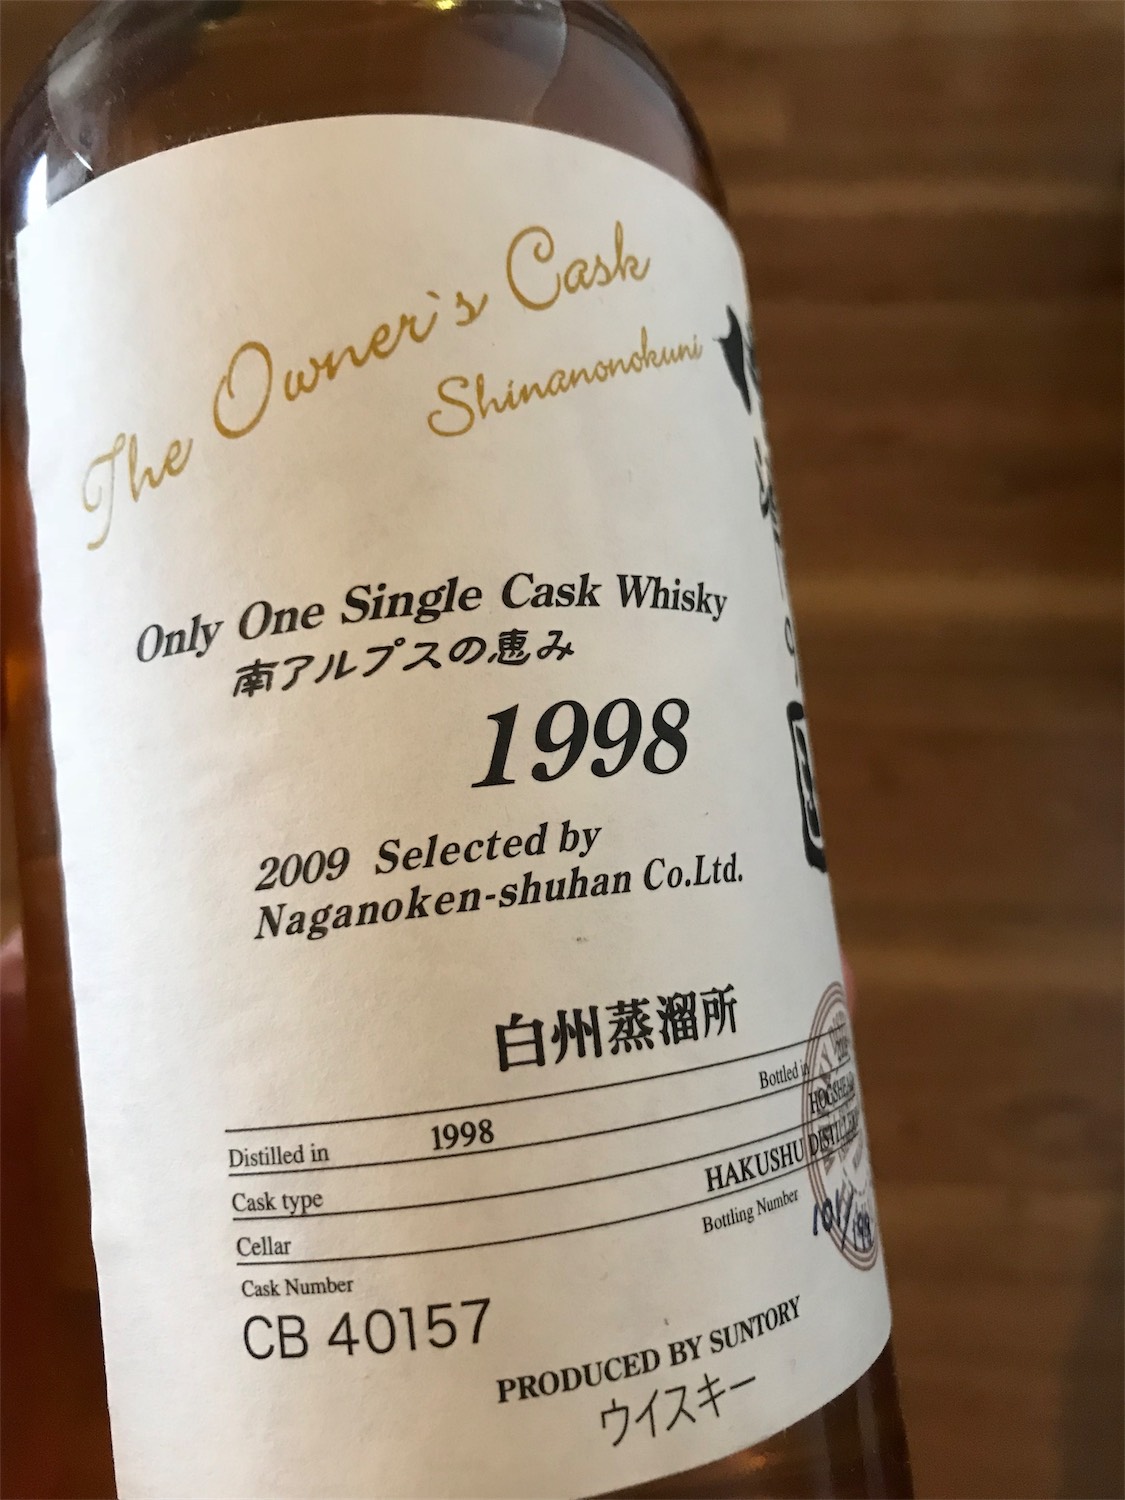 The Owner's Cask
Shinanonokuni
Only One Single Cask Whisky
南アルプスの恵み
1998
2009 Selected by
Naganoken-shuhan Co.Ltd.
白州蒸溜所
Distilled in 1998 Bottled in
Cask type HOGSHEAD
Cellar HAKUSHU DISTILLERY
Cask Number Bottling Number
CB 40157
PRODUCED BY SUNTORY
ウイスキー